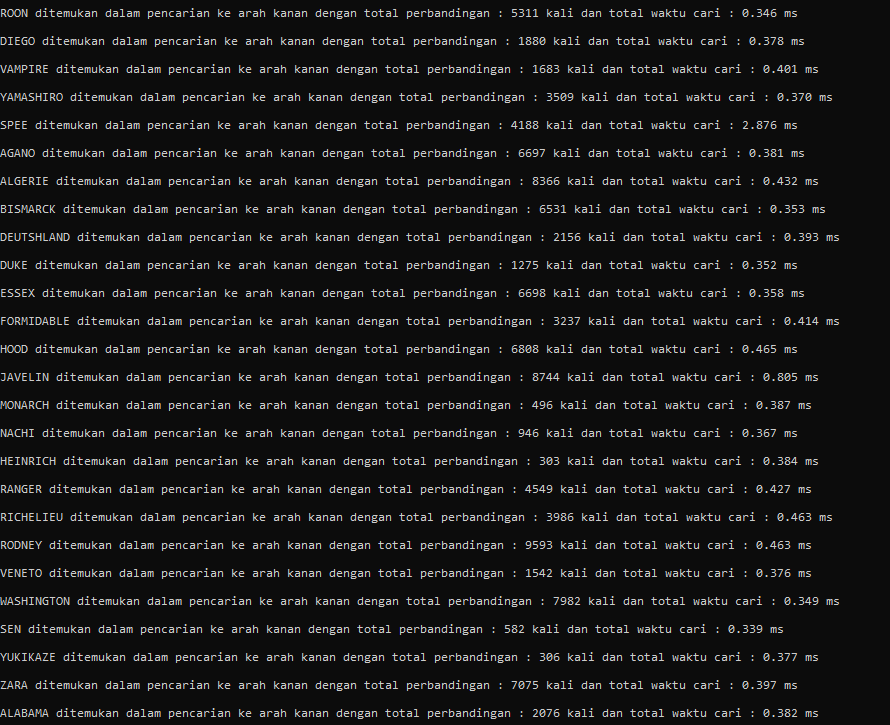 ROON ditemukan dalam pencarian ke arah kanan dengan total perbandingan : 5311 kali dan total waktu cari : 0.346 ms
DIEGO ditemukan dalam pencarian ke arah kanan dengan total perbandingan : 1880 kali dan total waktu cari : 0.378 ms
VAMPIRE ditemukan dalam pencarian ke arah kanan dengan total perbandingan : 1683 kali dan total waktu cari : 0.401 ms
YAMASHIRO ditemukan dalam pencarian ke arah kanan dengan total perbandingan : 3509 kali dan total waktu cari : 0.370 ms
SPEE ditemukan dalam pencarian ke arah kanan dengan total perbandingan : 4188 kali dan total waktu cari : 2.876 ms
AGANO ditemukan dalam pencarian ke arah kanan dengan total perbandingan : 6697 kali dan total waktu cari : 0.381 ms
ALGERIE ditemukan dalam pencarian ke arah kanan dengan total perbandingan : 8366 kali dan total waktu cari : 0.432 ms
BISMARCK ditemukan dalam pencarian ke arah kanan dengan total perbandingan : 6531 kali dan total waktu cari : 0.353 ms
DEUTSHLAND ditemukan dalam pencarian ke arah kanan dengan total perbandingan : 2156 kali dan total waktu cari : 0.393 ms
DUKE ditemukan dalam pencarian ke arah kanan dengan total perbandingan : 1275 kali dan total waktu cari : 0.352 ms
ESSEX ditemukan dalam pencarian ke arah kanan dengan total perbandingan : 6698 kali dan total waktu cari : 0.358 ms
FORMIDABLE ditemukan dalam pencarian ke arah kanan dengan total perbandingan : 3237 kali dan total waktu cari : 0.414 ms
HOOD ditemukan dalam pencarian ke arah kanan dengan total perbandingan : 6808 kali dan total waktu cari : 0.465 ms
JAVELIN ditemukan dalam pencarian ke arah kanan dengan total perbandingan : 8744 kali dan total waktu cari : 0.805 ms
MONARCH ditemukan dalam pencarian ke arah kanan dengan total perbandingan : 496 kali dan total waktu cari : 0.387 ms
NACHI ditemukan dalam pencarian ke arah kanan dengan total perbandingan : 946 kali dan total waktu cari : 0.367 ms
HEINRICH ditemukan dalam pencarian ke arah kanan dengan total perbandingan : 303 kali dan total waktu cari : 0.384 ms
RANGER ditemukan dalam pencarian ke arah kanan dengan total perbandingan : 4549 kali dan total waktu cari : 0.427 ms
RICHELIEU ditemukan dalam pencarian ke arah kanan dengan total perbandingan : 3986 kali dan total waktu cari : 0.463 ms
RODNEY ditemukan dalam pencarian ke arah kanan dengan total perbandingan : 9593 kali dan total waktu cari : 0.463 ms
VENETO ditemukan dalam pencarian ke arah kanan dengan total perbandingan : 1542 kali dan total waktu cari : 0.376 ms
WASHINGTON ditemukan dalam pencarian ke arah kanan dengan total perbandingan : 7982 kali dan total waktu cari : 0.349 ms
SEN ditemukan dalam pencarian ke arah kanan dengan total perbandingan : 582 kali dan total waktu cari : 0.339 ms
YUKIKAZE ditemukan dalam pencarian ke arah kanan dengan total perbandingan : 306 kali dan total waktu cari : 0.377 ms
ZARA ditemukan dalam pencarian ke arah kanan dengan total perbandingan : 7075 kali dan total waktu cari : 0.397 ms
ALABAMA ditemukan dalam pencarian ke arah kanan dengan total perbandingan : 2076 kali dan total waktu cari : 0.382 ms